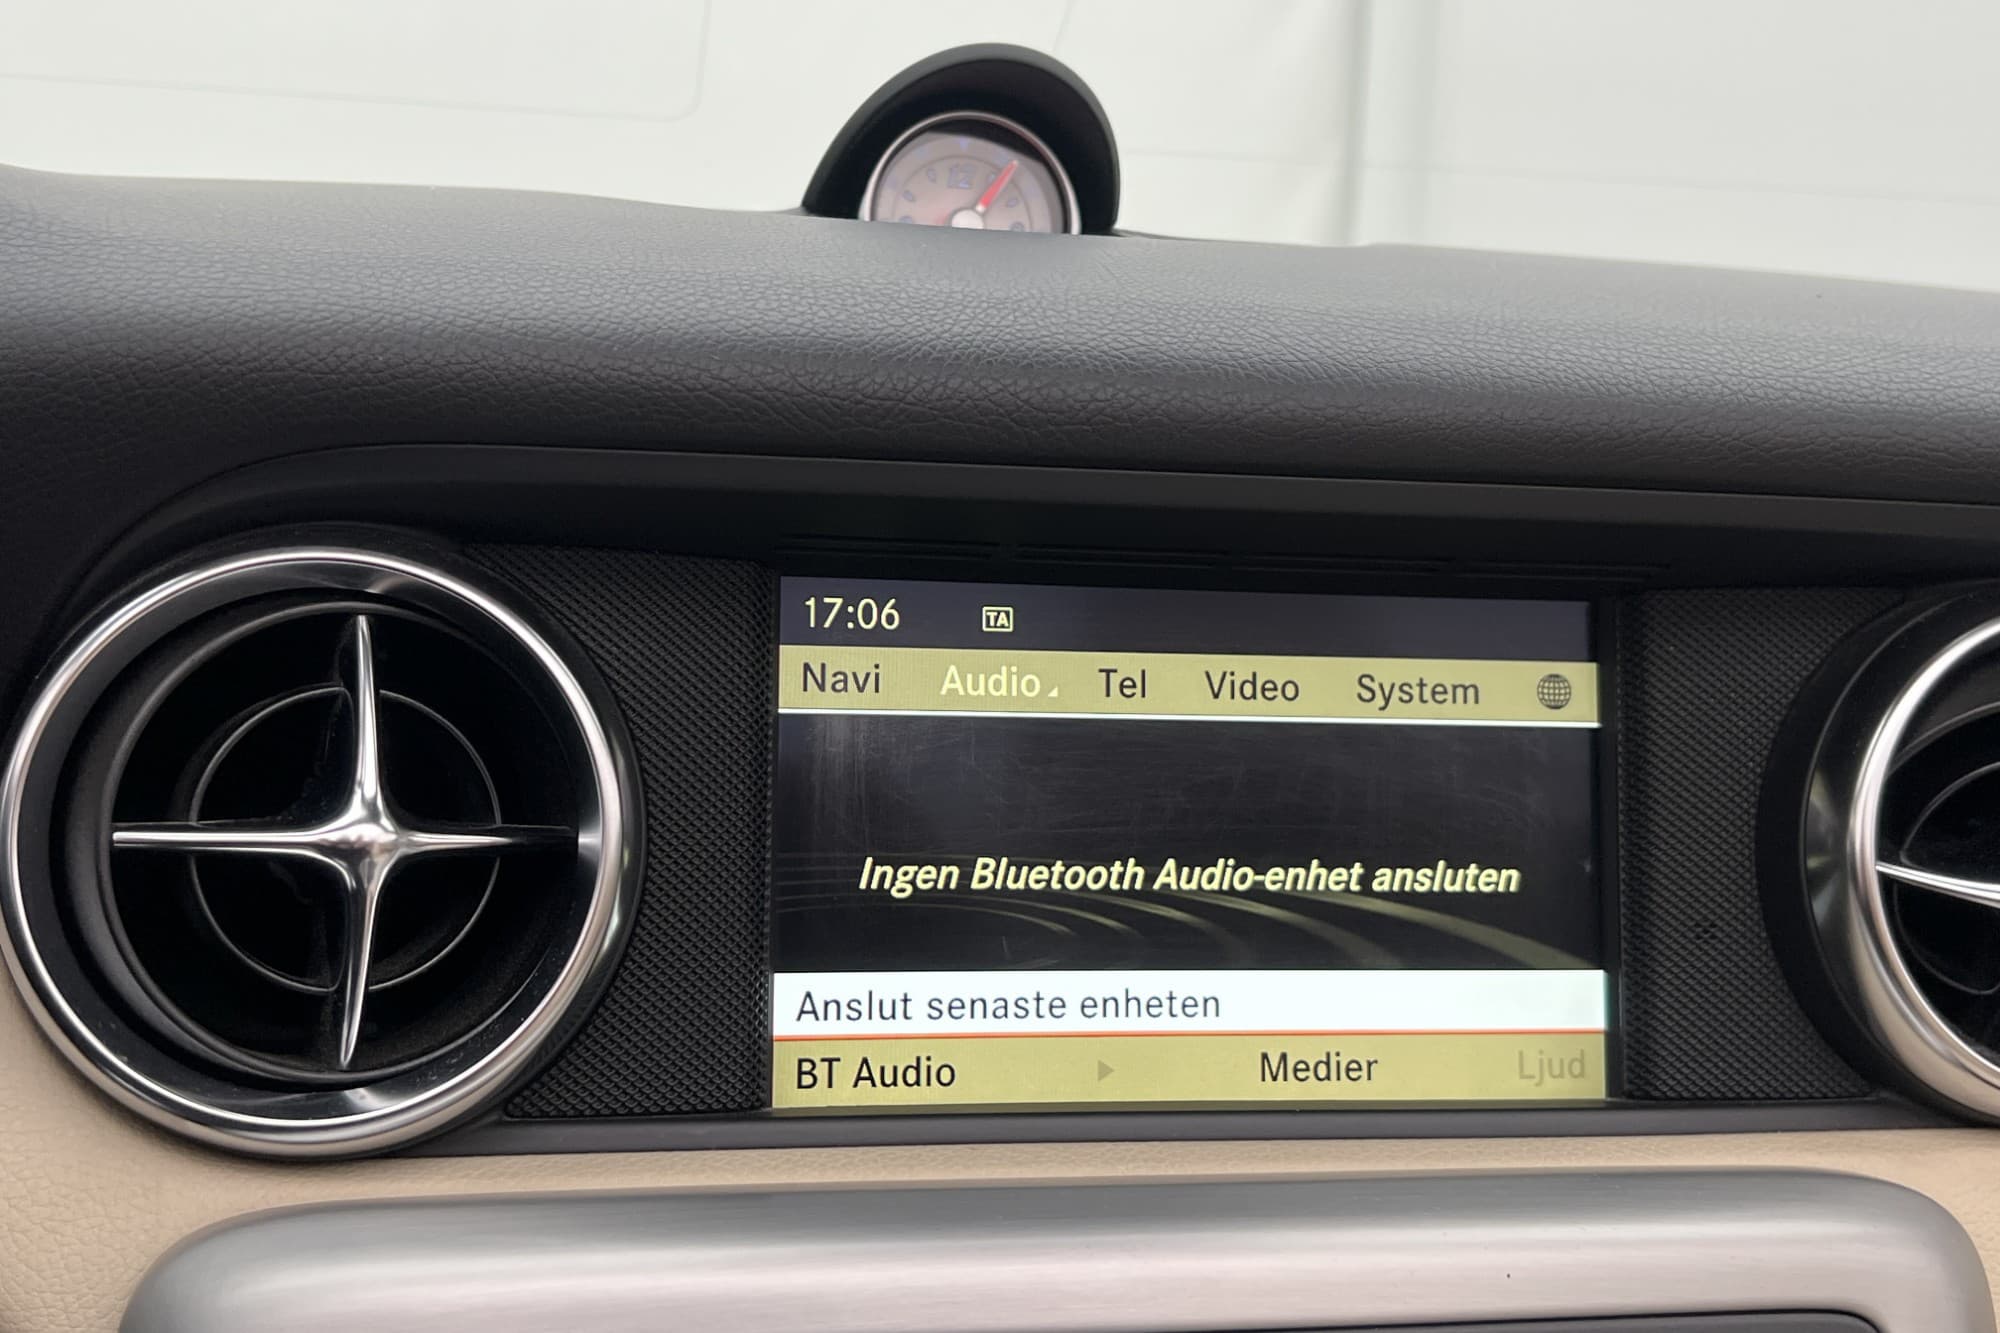 12
17:06 TA
Navi Audio Tel Video System
Ingen Bluetooth Audio-enhet ansluten
Anslut senaste enheten
BT Audio Medier Ljud